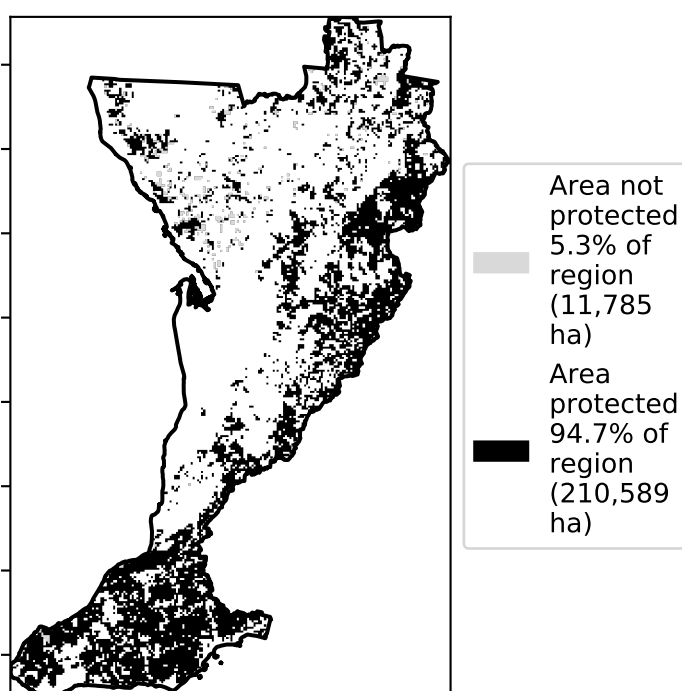 Area not
protected
5.3% of
region
(11,785
ha)
Area
protected
94.7% of
region
(210,589
ha)